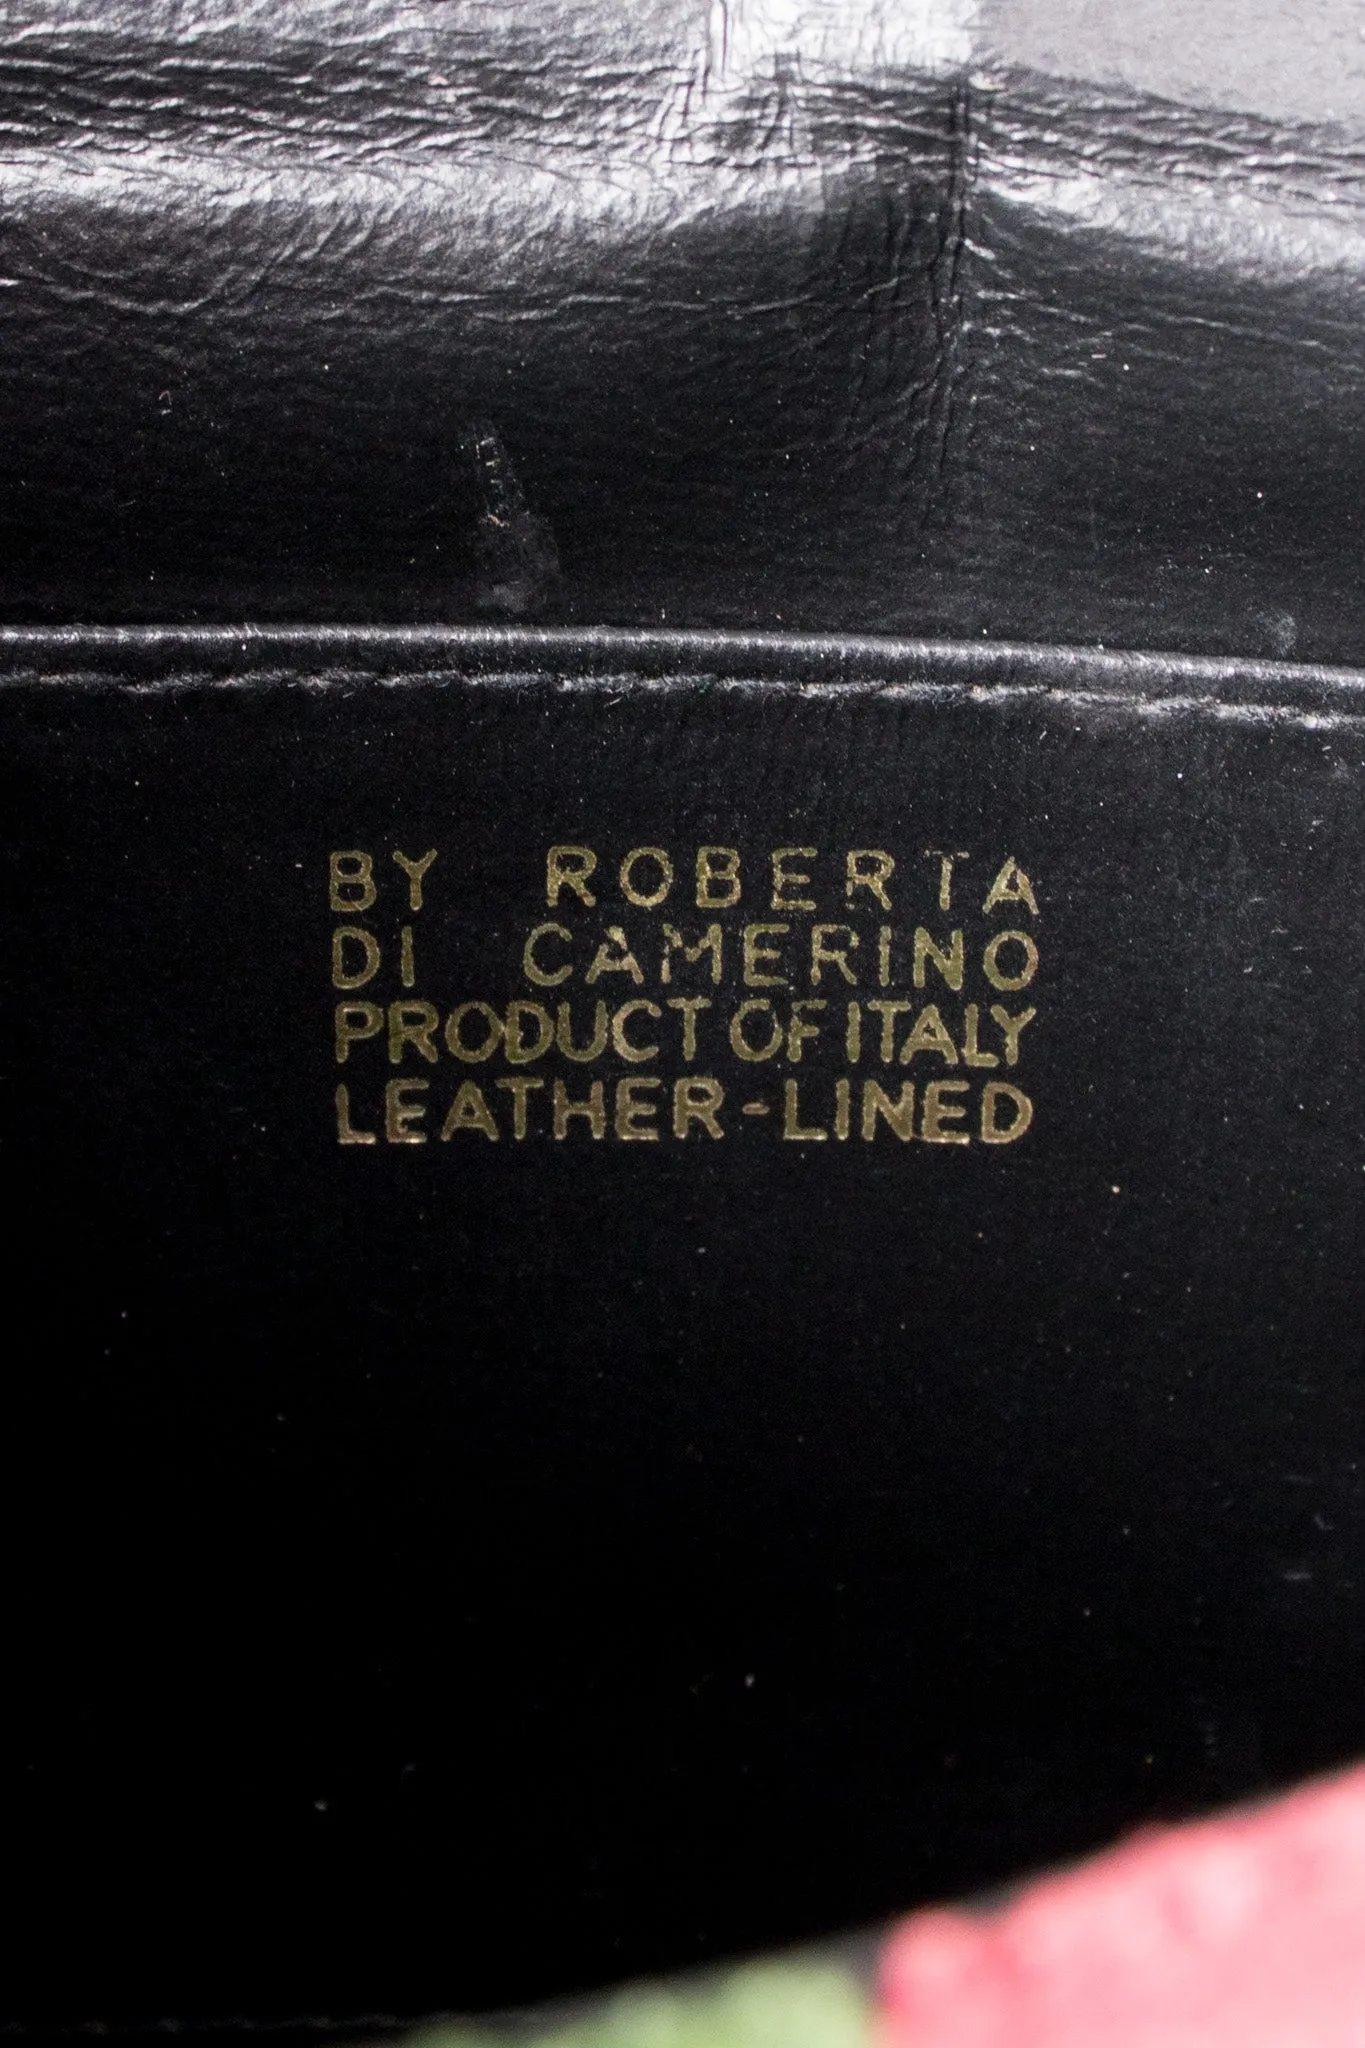 BY ROBERTA
DI CAMERINO
PRODUCT OF ITALY
LEATHER-LINED